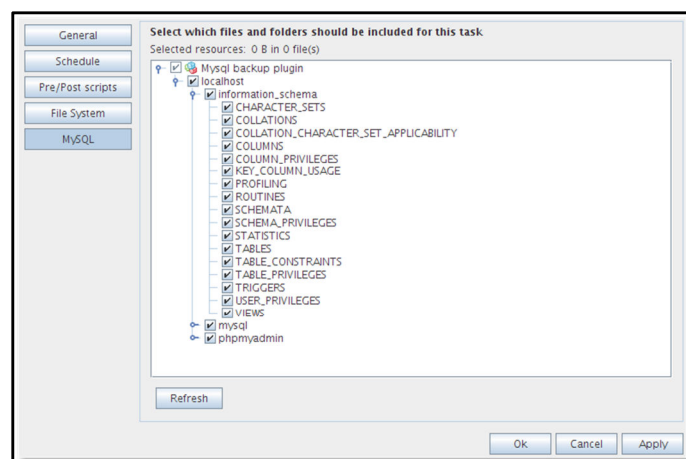 General
Schedule
Pre/Post scripts
File System
MySQL
Select which files and folders should be included for this task
Selected resources: 0 B in 0 file(s)
Mysql backup plugin
localhost
information_schema
CHARACTER_SETS
COLLATIONS
COLLATION_CHARACTER_SET_APPLICABILITY
COLUMNS
COLUMN_PRIVILEGES
KEY_COLUMN_USAGE
PROFILING
ROUTINES
SCHEMATA
SCHEMA_PRIVILEGES
STATISTICS
TABLES
TABLE_CONSTRAINTS
TABLE_PRIVILEGES
TRIGGERS
USER_PRIVILEGES
VIEWS
mysql
phpmyadmin
Refresh
Ok Cancel Apply